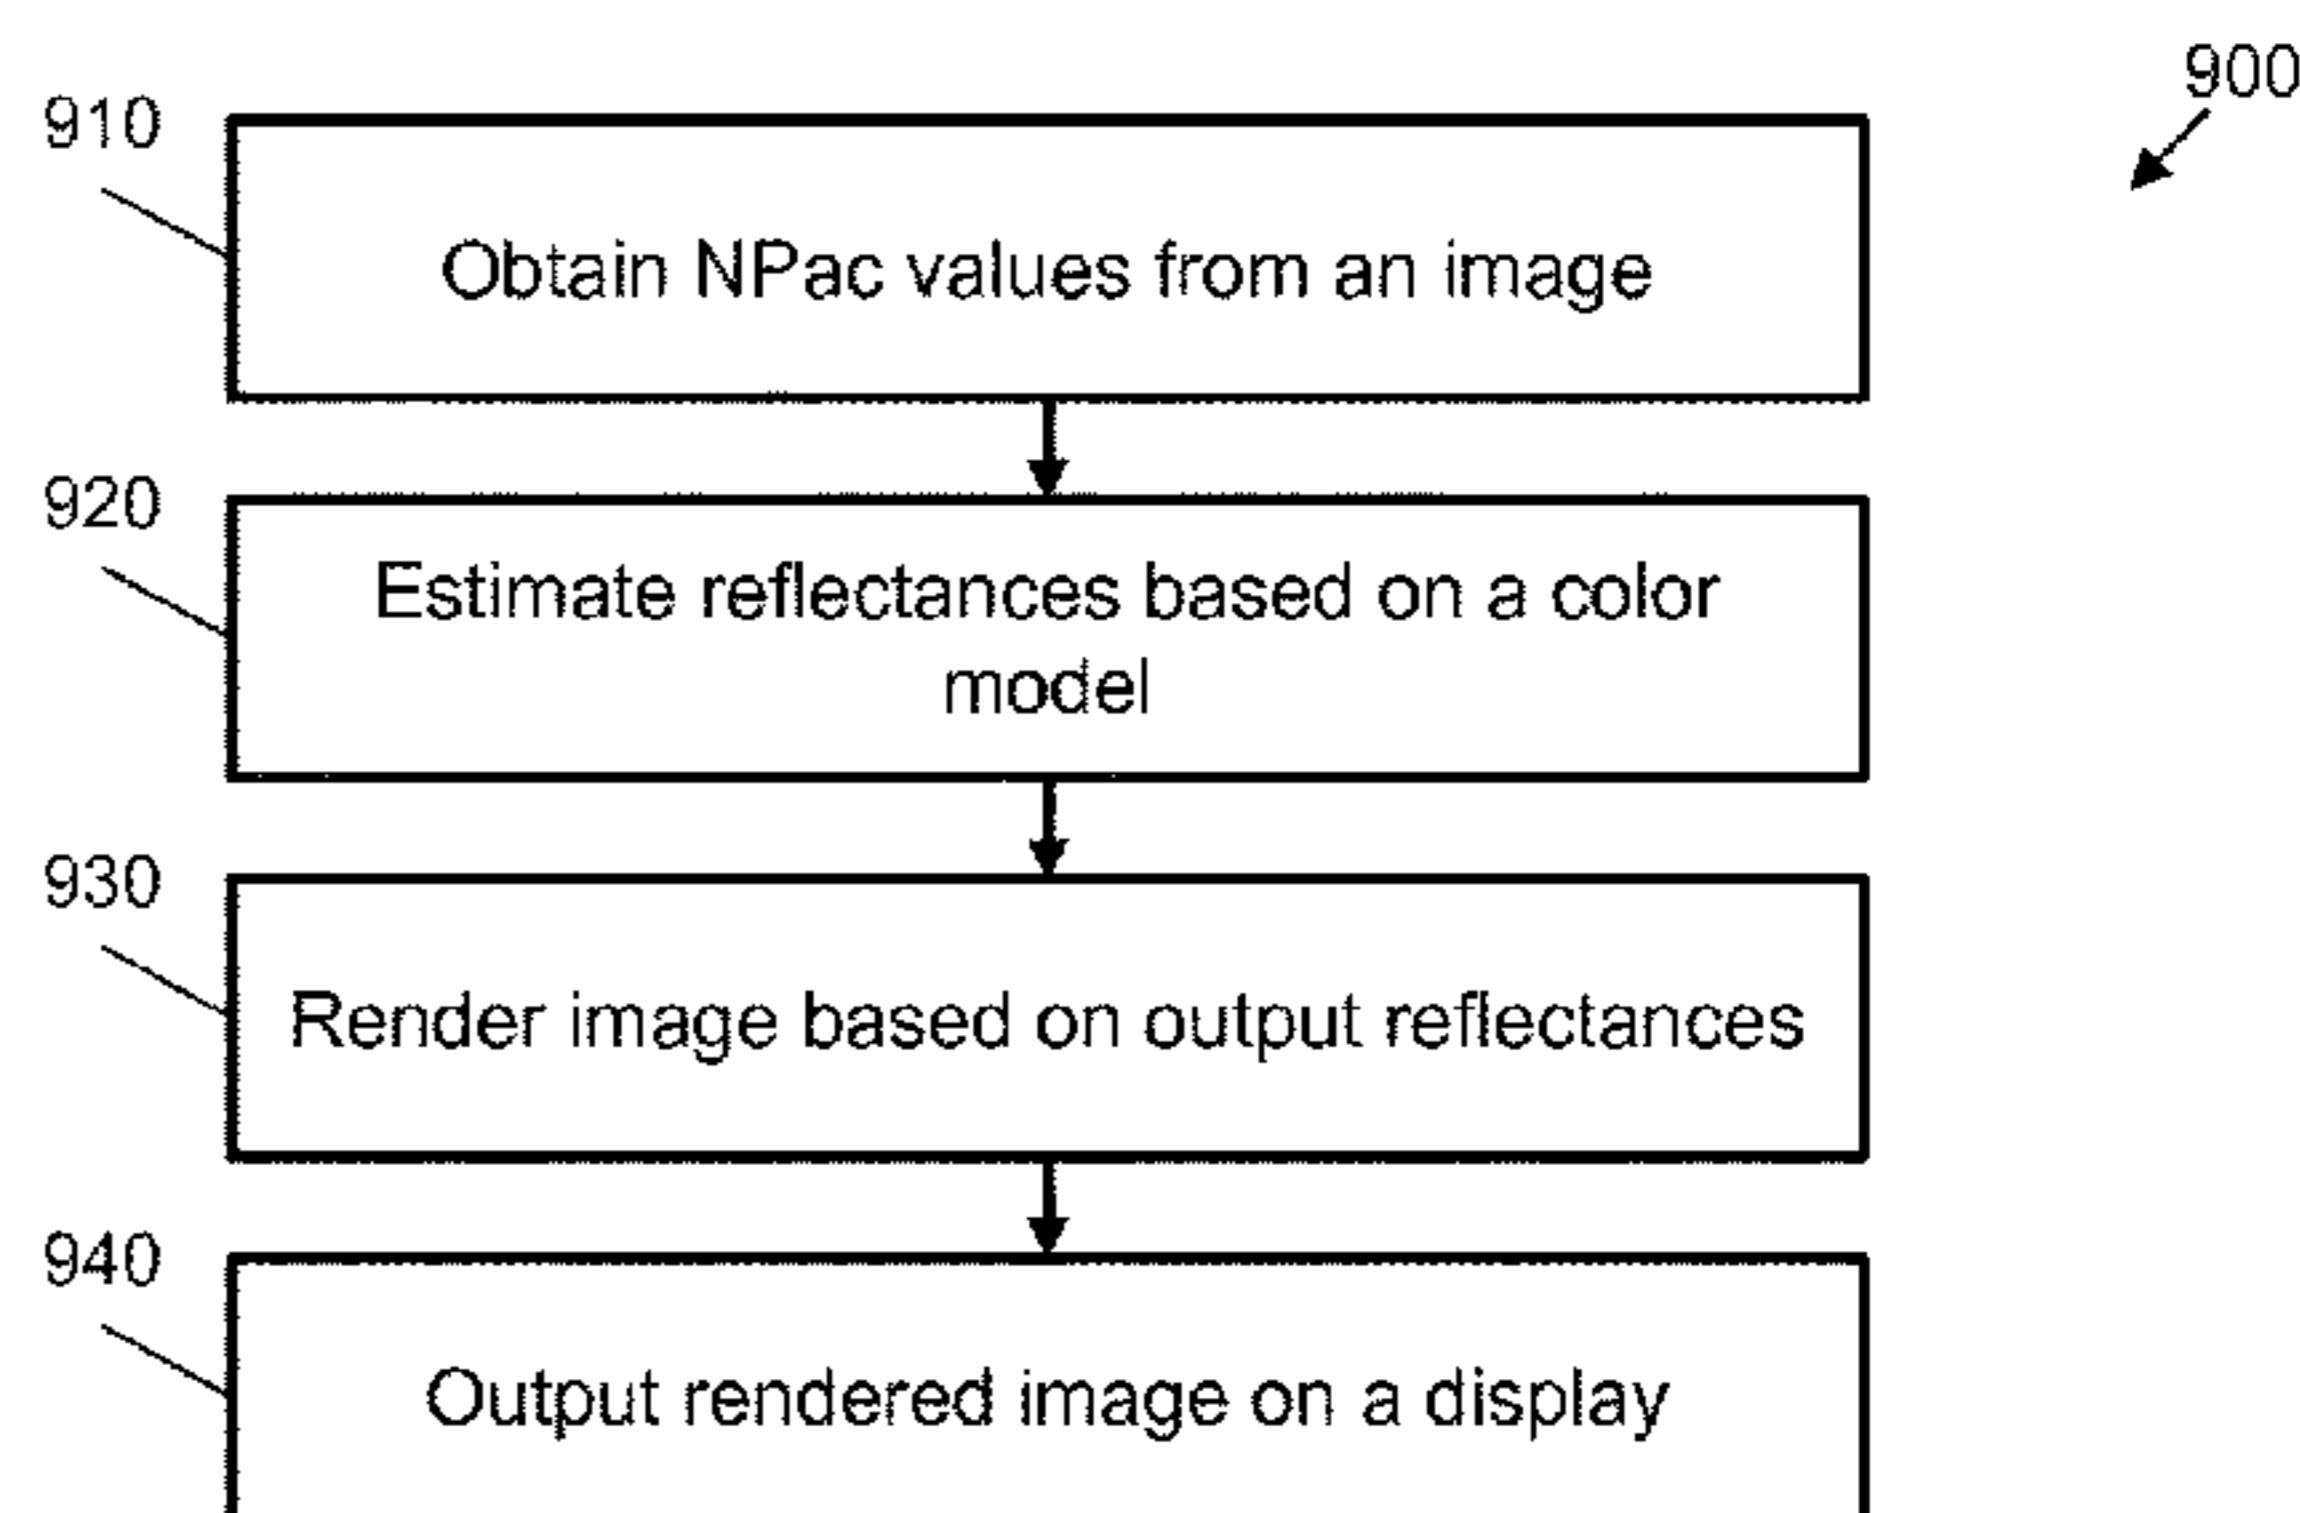 900
910
Obtain NPac values from an image
920
Estimate reflectances based on a color
model
930
Render image based on output reflectances
940
Output rendered image on a display